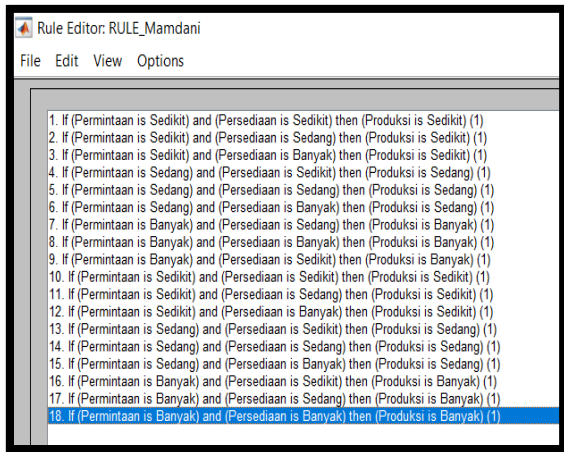 Rule Editor: RULE_Mamdani
File Edit View Options
1. If (Permintaan is Sedikit) and (Persediaan is Sedikit) then (Produksi is Sedikit) (1)
2. If (Permintaan is Sedikit) and (Persediaan is Sedang) then (Produksi is Sedikit) (1)
3. If (Permintaan is Sedikit) and (Persediaan is Banyak) then (Produksi is Sedikit) (1)
4. If (Permintaan is Sedang) and (Persediaan is Sedikit) then (Produksi is Sedang) (1)
5. If (Permintaan is Sedang) and (Persediaan is Sedang) then (Produksi is Sedang) (1)
6. If (Permintaan is Sedang) and (Persediaan is Banyak) then (Produksi is Sedang) (1)
7. If (Permintaan is Banyak) and (Persediaan is Sedang) then (Produksi is Banyak) (1)
8. If (Permintaan is Banyak) and (Persediaan is Banyak) then (Produksi is Banyak) (1)
9. If (Permintaan is Sedikit) and (Persediaan is Sedikit) then (Produksi is Banyak) (1)
10. If (Permintaan is Sedikit) and (Persediaan is Sedikit) then (Produksi is Sedikit) (1)
11. If (Permintaan is Sedikit) and (Persediaan is Sedang) then (Produksi is Sedikit) (1)
12. If (Permintaan is Sedikit) and (Persediaan is Banyak) then (Produksi is Sedikit) (1)
13. If (Permintaan is Sedang) and (Persediaan is Sedikit) then (Produksi is Sedang) (1)
14. If (Permintaan is Sedang) and (Persediaan is Sedang) then (Produksi is Sedang) (1)
15. If (Permintaan is Sedang) and (Persediaan is Banyak) then (Produksi is Sedang) (1)
16. If (Permintaan is Banyak) and (Persediaan is Sedikit) then (Produksi is Banyak) (1)
17. If (Permintaan is Banyak) and (Persediaan is Sedang) then (Produksi is Banyak) (1)
18. If (Permintaan is Banyak) and (Persediaan is Banyak) then (Produksi is Banyak) (1)